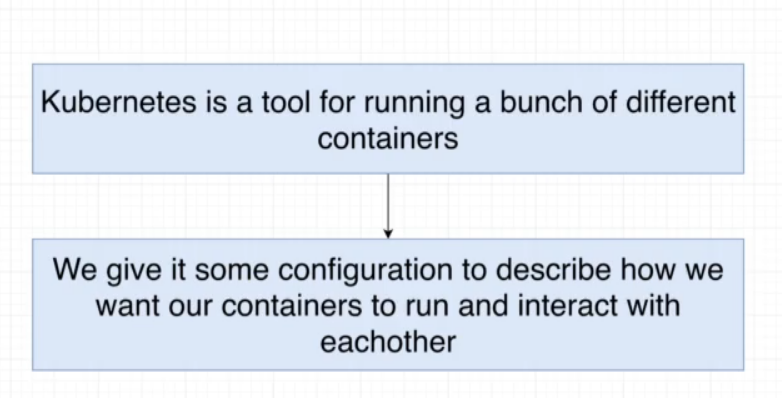 Kubernetes is a tool for running a bunch of different
containers
We give it some configuration to describe how we
want our containers to run and interact with
eachother